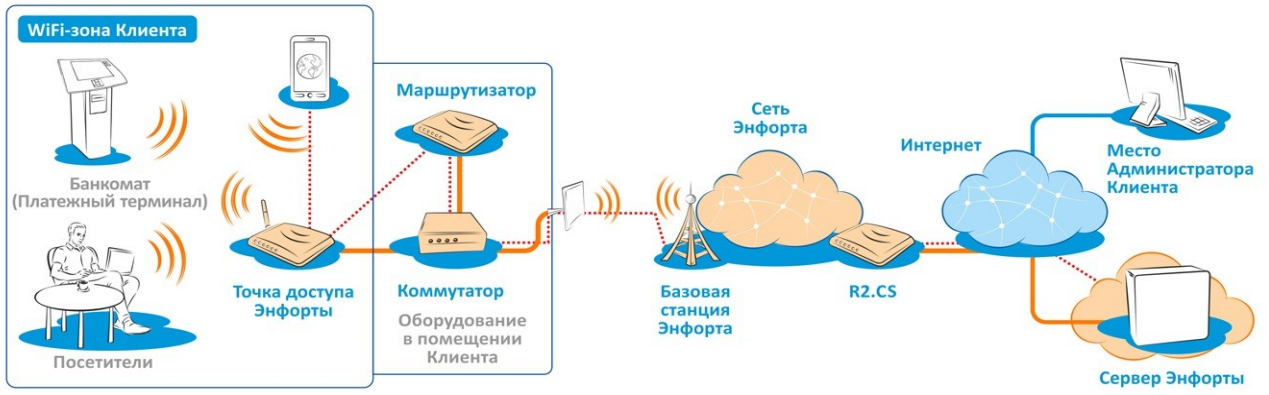 WiFi-зона Клиента
Банкомат
(Платежный терминал)
Посетители
Точка доступа
Энфорты
Маршрутизатор
Коммутатор
Оборудование
в помещении
Клиента
Базовая
станция
Энфорта
Сеть
Энфорта
R2.CS
Интернет
Место
Администратора
Клиента
Сервер Энфорты